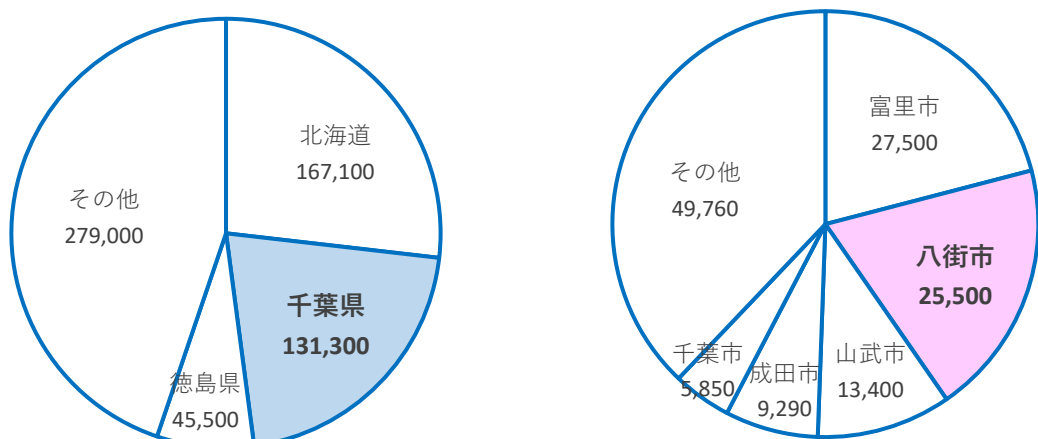 北海道
167,100
千葉県
131,300
徳島県
45,500
その他
279,000
富里市
27,500
八街市
25,500
山武市
13,400
成田市
9,290
千葉市
5,850
その他
49,760